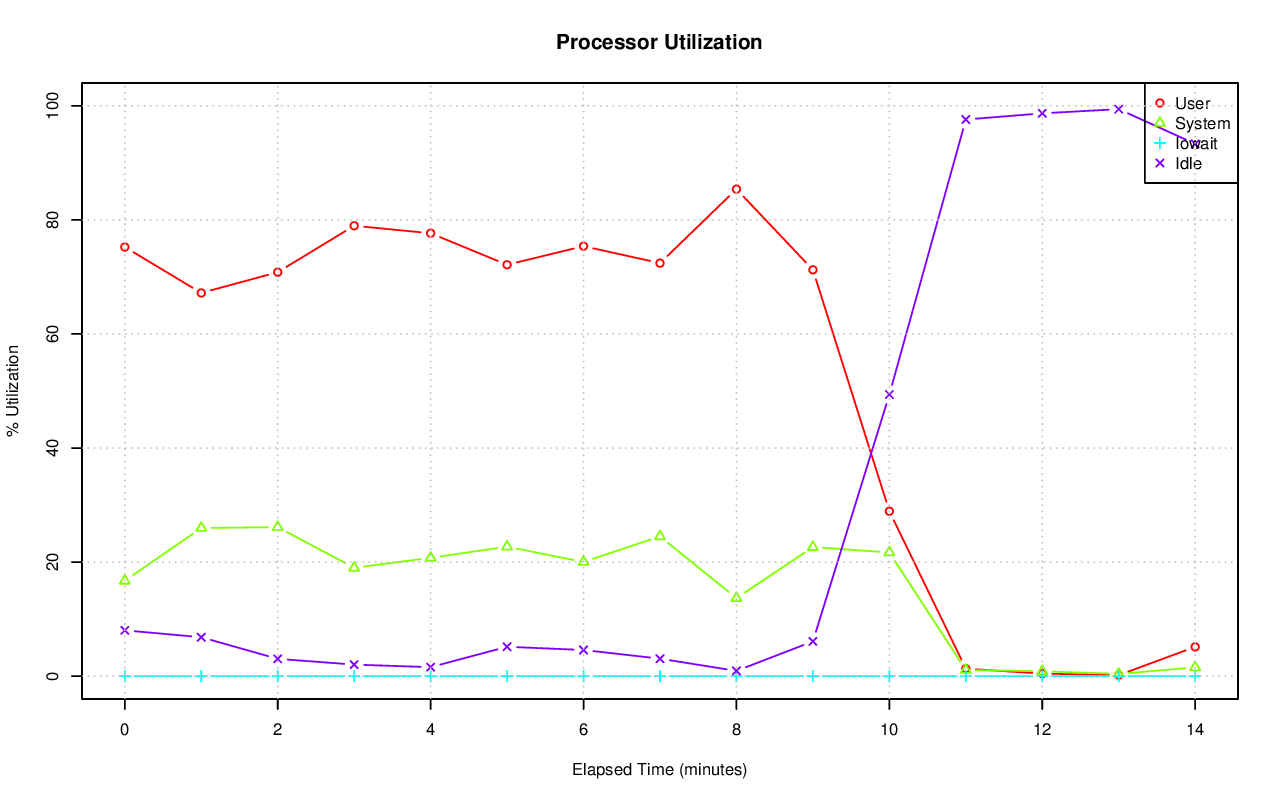 Processor Utilization
100
80
60
40
20
0
% Utilization
User
System
Iowait
Idle
0 2 4 6 8 10 12 14
Elapsed Time (minutes)